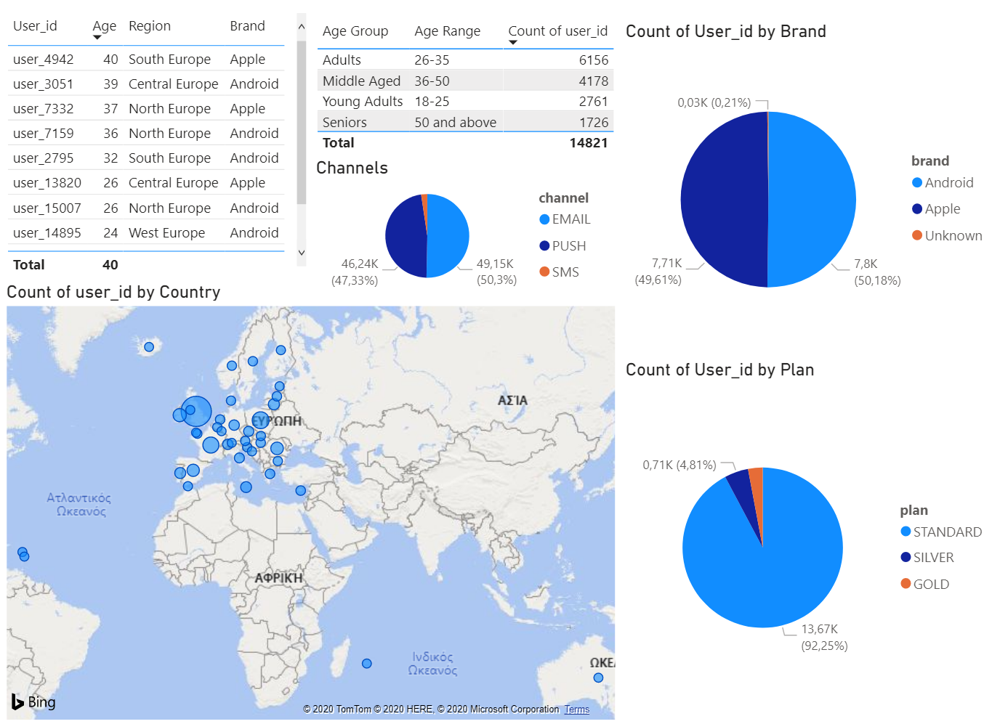 User_id Age Region Brand
user_4942 40 South Europe Apple
user_3051 39 Central Europe Android
user_7332 37 North Europe Apple
user_7159 36 North Europe Android
user_2795 32 South Europe Android
user_13820 26 Central Europe Apple
user_15007 26 North Europe Android
user_14895 24 West Europe Android
Total 40
Age Group Age Range Count of user_id
Adults 26-35 6156
Middle Aged 36-50 4178
Young Adults 18-25 2761
Seniors 50 and above 1726
Total 14821
Channels
channel
EMAIL
PUSH
SMS
46,24K
(47,33%)
49,15K
(50,3%)
Count of User_id by Brand
0,03K (0,21%)
7,71K
(49,61%)
7,8K
(50,18%)
brand
Android
Apple
Unknown
Count of user_id by Country
ΕΥΡΩΠΗ
ΑΣΊΑ
Ατλαντικός
Ωκεανός
ΑΦΡΙΚΉ
Ινδικός
Ωκεανός
ΩΚΕΑ
Bing
© 2020 TomTom © 2020 HERE, © 2020 Microsoft Corporation Terms
Count of User_id by Plan
0,71K (4,81%)
13,67K
(92,25%)
plan
STANDARD
SILVER
GOLD